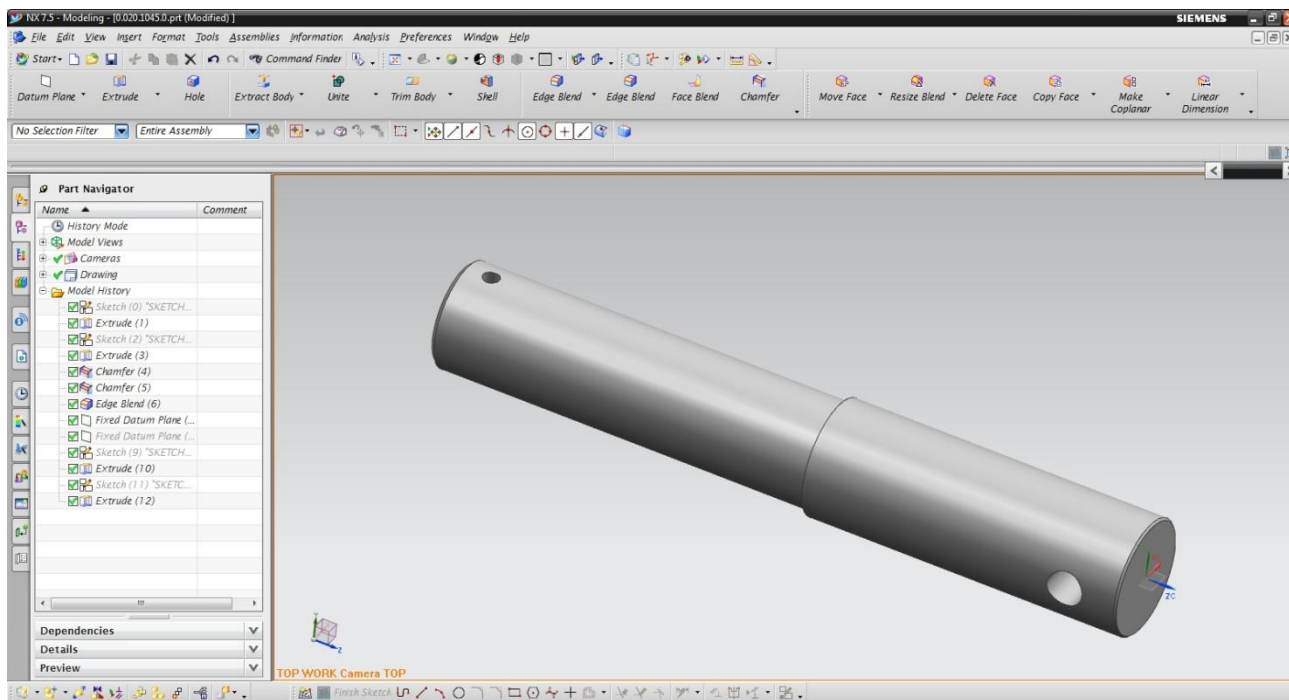 NX 7.5 - Modeling - [0.020.1045.0.prt (Modified) ]
SIEMENS
File Edit View Insert Format Tools Assemblies Information Analysis Preferences Window Help
Start Command Finder
Datum Plane Extrude Hole Extract Body Unite Trim Body Shell Edge Blend Edge Blend Face Blend Chamfer Move Face Resize Blend Delete Face Copy Face Make Coplanar Linear Dimension
No Selection Filter Entire Assembly
Part Navigator
Name Comment
History Mode
Model Views
Cameras
Drawing
Model History
Sketch (0) "SKETCH...
Extrude (1)
Sketch (2) "SKETCH...
Extrude (3)
Chamfer (4)
Chamfer (5)
Edge Blend (6)
Fixed Datum Plane (...
Fixed Datum Plane (...
Sketch (9) "SKETCH...
Extrude (10)
Sketch (11) "SKETC...
Extrude (12)
Dependencies
Details
Preview
ZC
Y
Z
TOP WORK Camera TOP
Finish Sketch